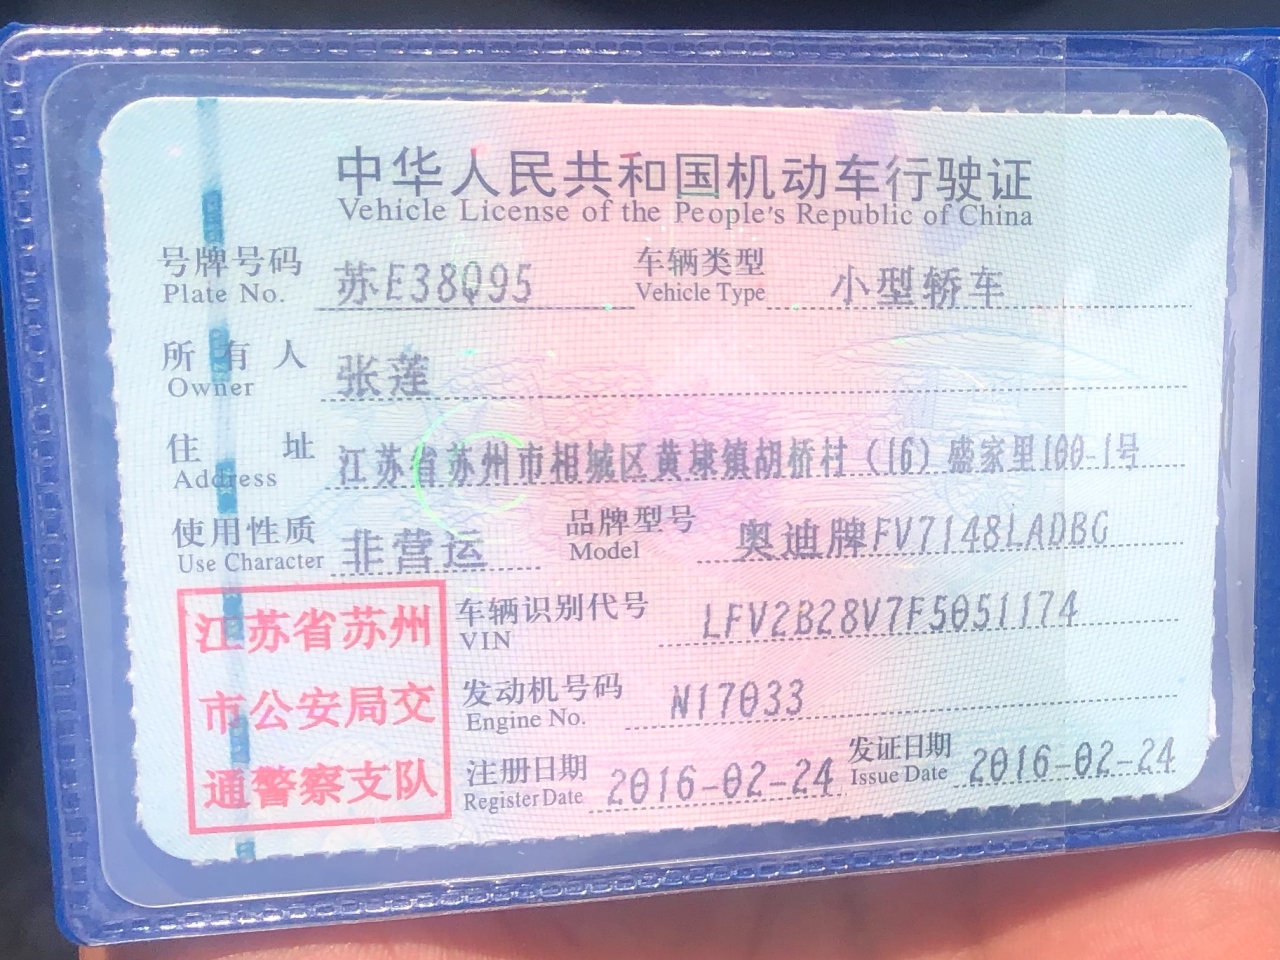 中华人民共和国机动车行驶证
Vehicle License of the People's Republic of China
号牌号码 苏E38Q95 车辆类型 小型轿车
Plate No. Vehicle Type
所有人 张莲
Owner
住址 江苏省苏州市相城区黄埭镇胡桥村（16）盛家里100-1号
Address
使用性质 非营运 品牌型号 奥迪牌FV7148LADBG
Use Character Model
车辆识别代号 LFV2B28V7F5051174
VIN
发动机号码 N17033
Engine No.
注册日期 2016-02-24 发证日期 2016-02-24
Register Date Issue Date
江苏省苏州
市公安局交
通警察支队